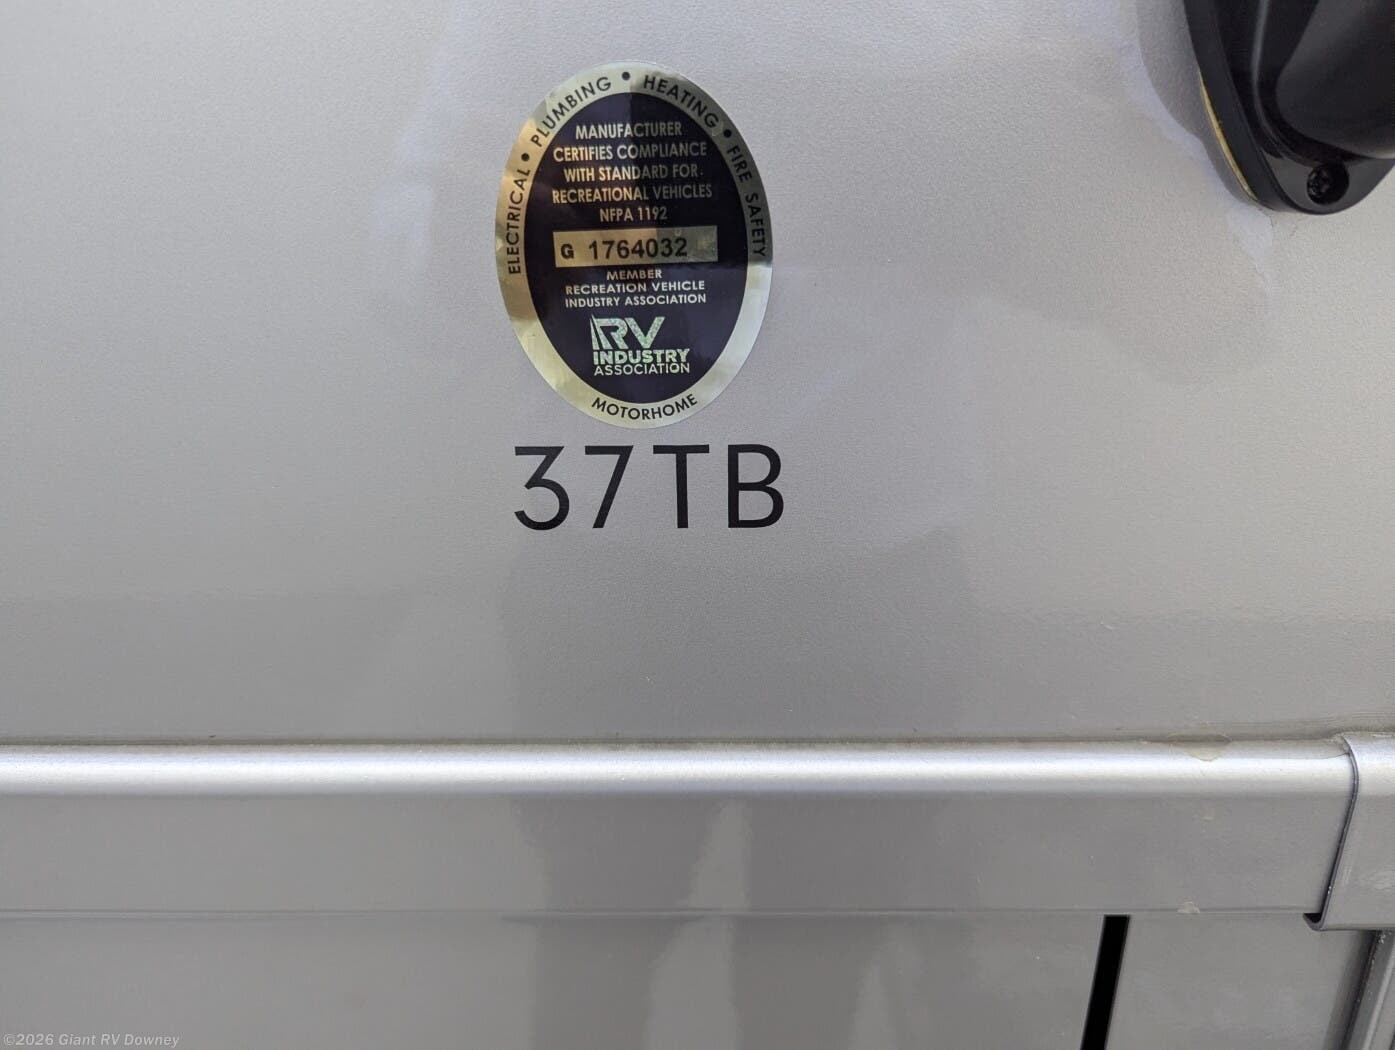 ELECTRICAL • PLUMBING • HEATING • FIRE SAFETY
MANUFACTURER
CERTIFIES COMPLIANCE
WITH STANDARD FOR
RECREATIONAL VEHICLES
NFPA 1192
G 1764032
MEMBER
RECREATION VEHICLE
INDUSTRY ASSOCIATION
RV
INDUSTRY
ASSOCIATION
MOTORHOME
37TB
©2026 Giant RV Downey